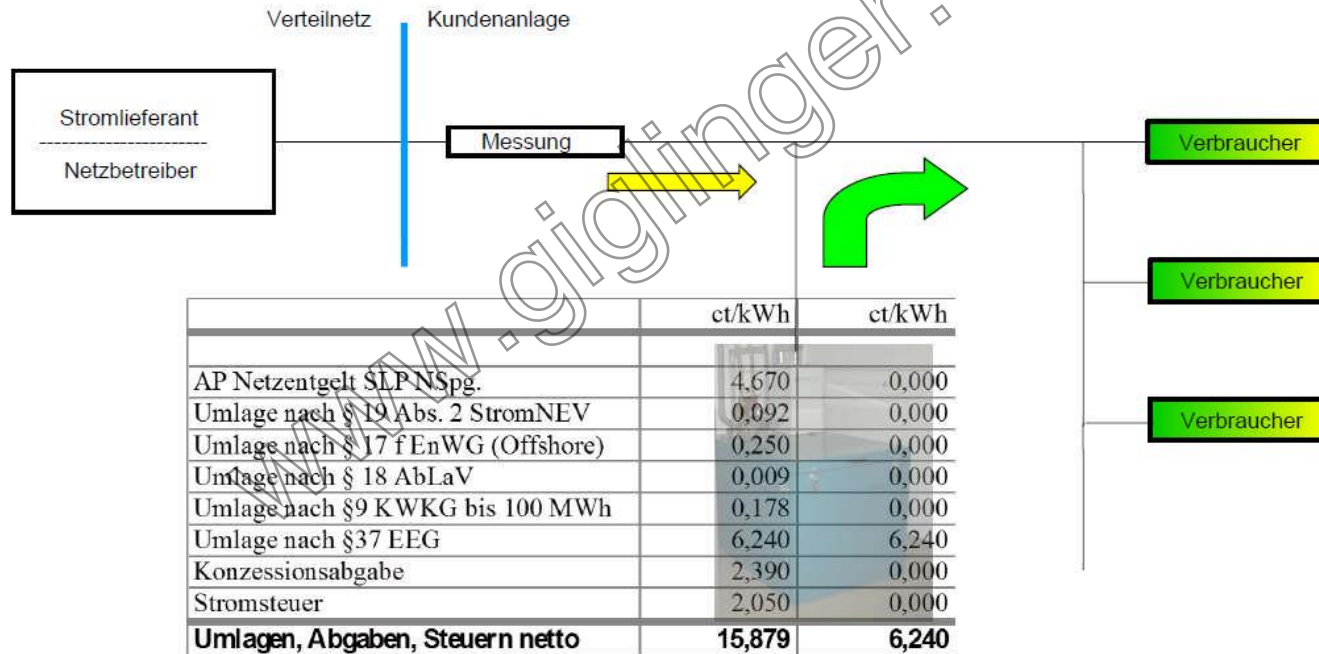 Verteilnetz Kundenanlage
Stromlieferant
-----------------------
Netzbetreiber
Messung
Verbraucher
Verbraucher
Verbraucher
www.giglinger.
ct/kWh ct/kWh
AP Netzentgelt SLP NSpg. 4,670 0,000
Umlage nach § 19 Abs. 2 StromNEV 0,092 0,000
Umlage nach § 17 f EnWG (Offshore) 0,250 0,000
Umlage nach § 18 AbLaV 0,009 0,000
Umlage nach §9 KWKG bis 100 MWh 0,178 0,000
Umlage nach §37 EEG 6,240 6,240
Konzessionsabgabe 2,390 0,000
Stromsteuer 2,050 0,000
Umlagen, Abgaben, Steuern netto 15,879 6,240